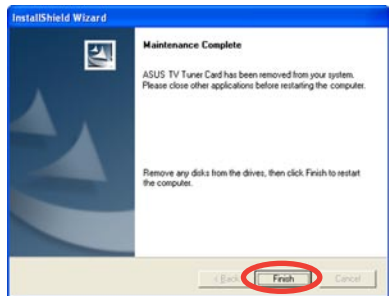 InstallShield Wizard
Maintenance Complete
ASUS TV Tuner Card has been removed from your system.
Please close other applications before restarting the computer.
Remove any disks from the drives, then click Finish to restart
the computer.
< Back Finish Cancel